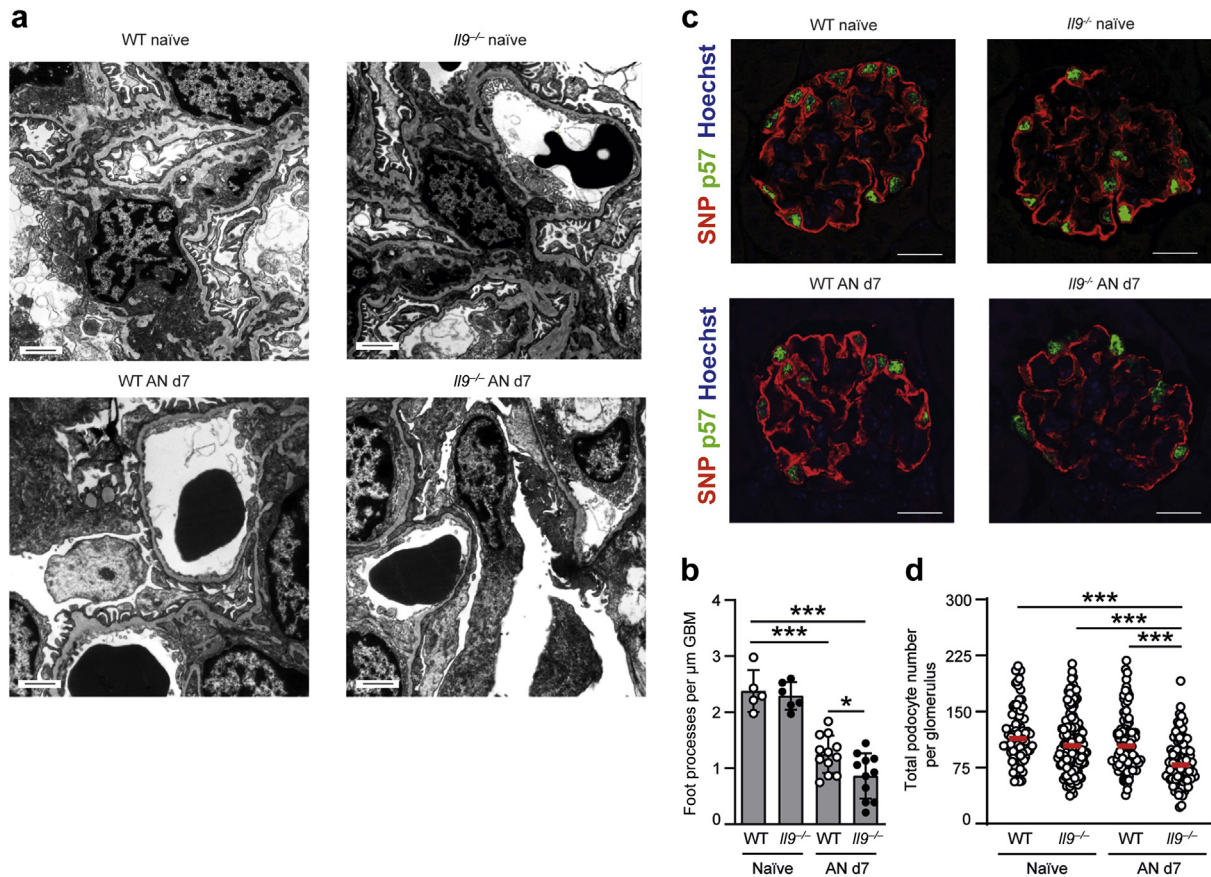 a
WT naïve
Il9–/– naïve
WT AN d7
Il9–/– AN d7
c
WT naïve
Il9-/- naïve
SNP p57 Hoechst
WT AN d7
Il9-/- AN d7
SNP p57 Hoechst
b
Foot processes per µm GBM
4
3
2
1
0
***
***
*
WT
Il9–/–
WT
Il9–/–
Naïve
AN d7
d
Total podocyte number
per glomerulus
300
225
150
75
0
***
***
***
WT
Il9–/–
WT
Il9–/–
Naïve
AN d7